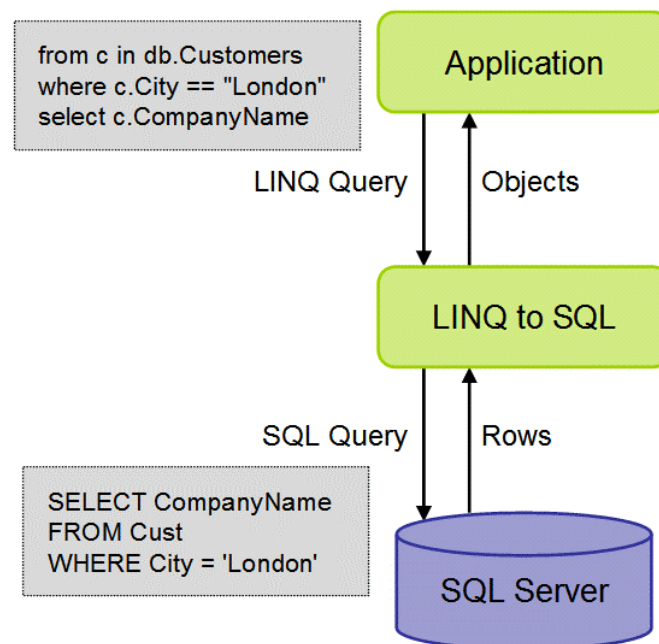 from c in db.Customers
where c.City == "London"
select c.CompanyName
Application
LINQ Query
Objects
LINQ to SQL
SQL Query
Rows
SELECT CompanyName
FROM Cust
WHERE City = 'London'
SQL Server